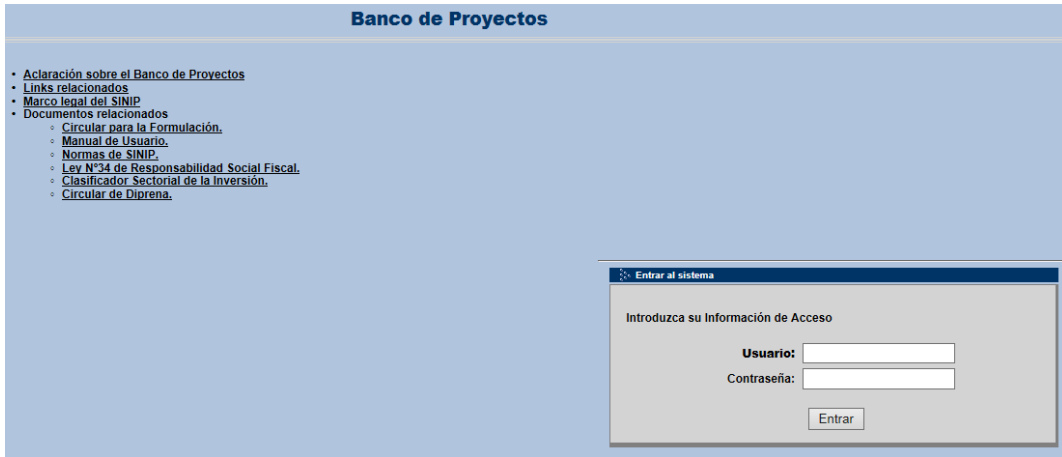 Banco de Proyectos
• Aclaración sobre el Banco de Proyectos
• Links relacionados
• Marco legal del SINIP
• Documentos relacionados
◦ Circular para la Formulación.
◦ Manual de Usuario.
◦ Normas de SINIP.
◦ Ley Nº34 de Responsabilidad Social Fiscal.
◦ Clasificador Sectorial de la Inversión.
◦ Circular de Diprena.
Entrar al sistema
Introduzca su Información de Acceso
Usuario:
Contraseña:
Entrar